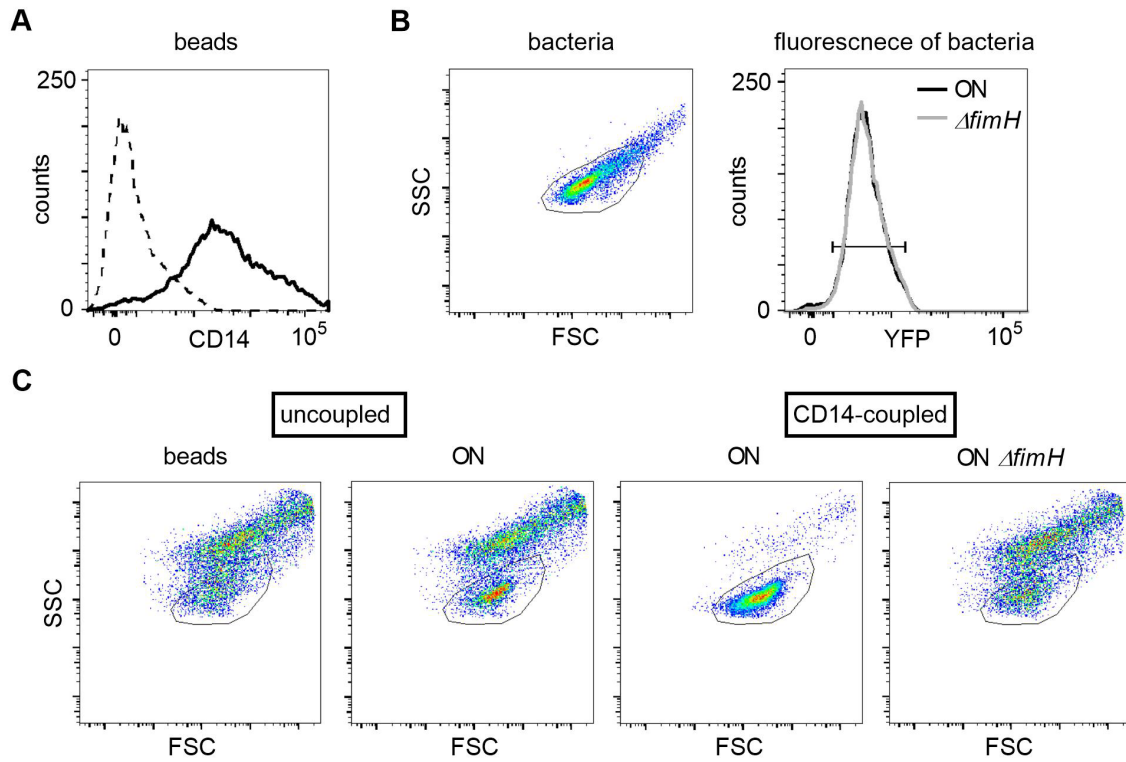 A
beads
250
counts
0
0
CD14
10^5
B
bacteria
SSC
FSC
fluorescnece of bacteria
250
ON
ΔfimH
counts
0
0
YFP
10^5
C
uncoupled
CD14-coupled
beads
ON
ON
ON ΔfimH
SSC
FSC
FSC
FSC
FSC